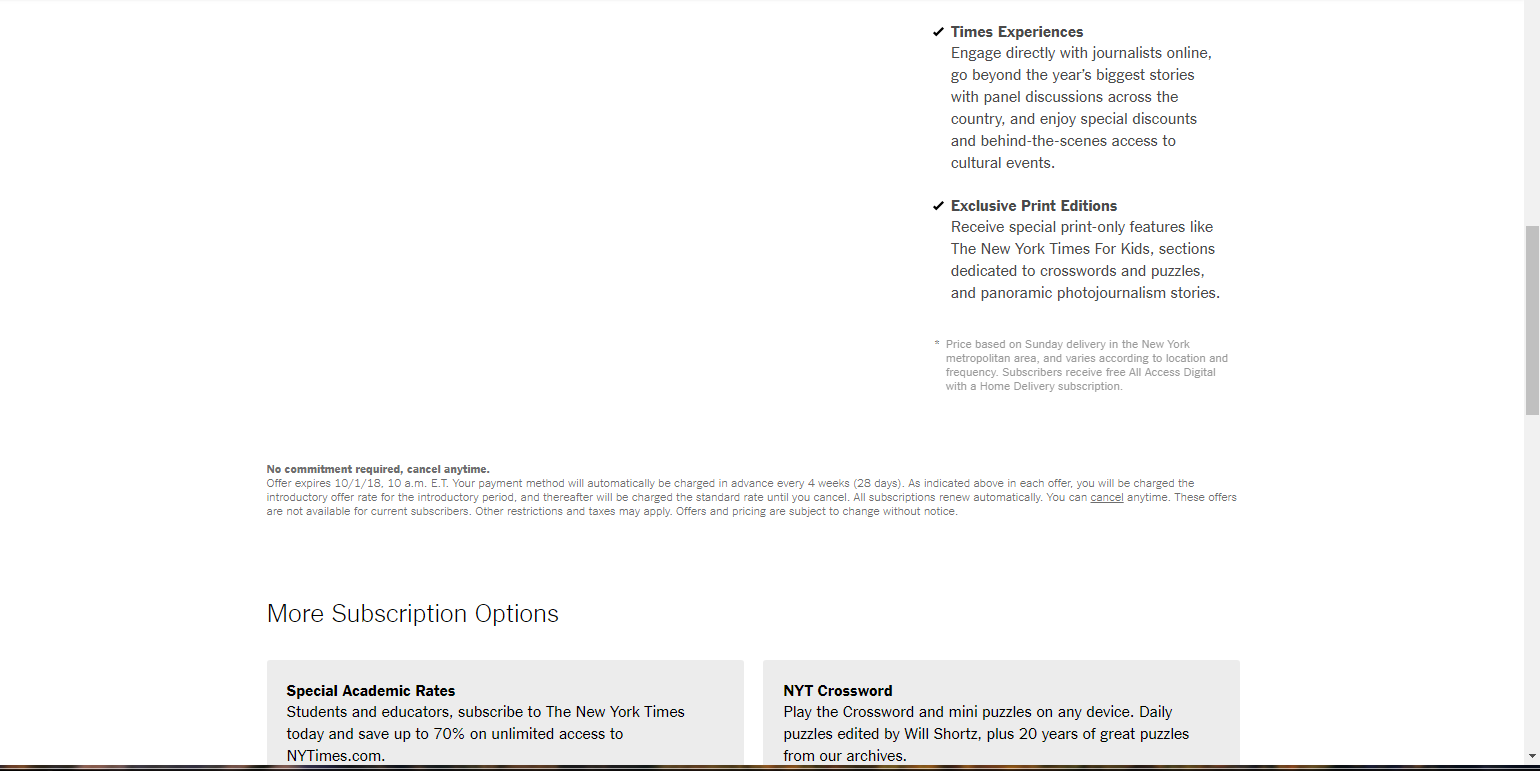 Times Experiences
Engage directly with journalists online,
go beyond the year's biggest stories
with panel discussions across the
country, and enjoy special discounts
and behind-the-scenes access to
cultural events.
Exclusive Print Editions
Receive special print-only features like
The New York Times For Kids, sections
dedicated to crosswords and puzzles,
and panoramic photojournalism stories.
* Price based on Sunday delivery in the New York
metropolitan area, and varies according to location and
frequency. Subscribers receive free All Access Digital
with a Home Delivery subscription.
No commitment required, cancel anytime.
Offer expires 10/1/18, 10 a.m. E.T. Your payment method will automatically be charged in advance every 4 weeks (28 days). As indicated above in each offer, you will be charged the
introductory offer rate for the introductory period, and thereafter will be charged the standard rate until you cancel. All subscriptions renew automatically. You can cancel anytime. These offers
are not available for current subscribers. Other restrictions and taxes may apply. Offers and pricing are subject to change without notice.
More Subscription Options
Special Academic Rates
Students and educators, subscribe to The New York Times
today and save up to 70% on unlimited access to
NYTimes.com.
NYT Crossword
Play the Crossword and mini puzzles on any device. Daily
puzzles edited by Will Shortz, plus 20 years of great puzzles
from our archives.